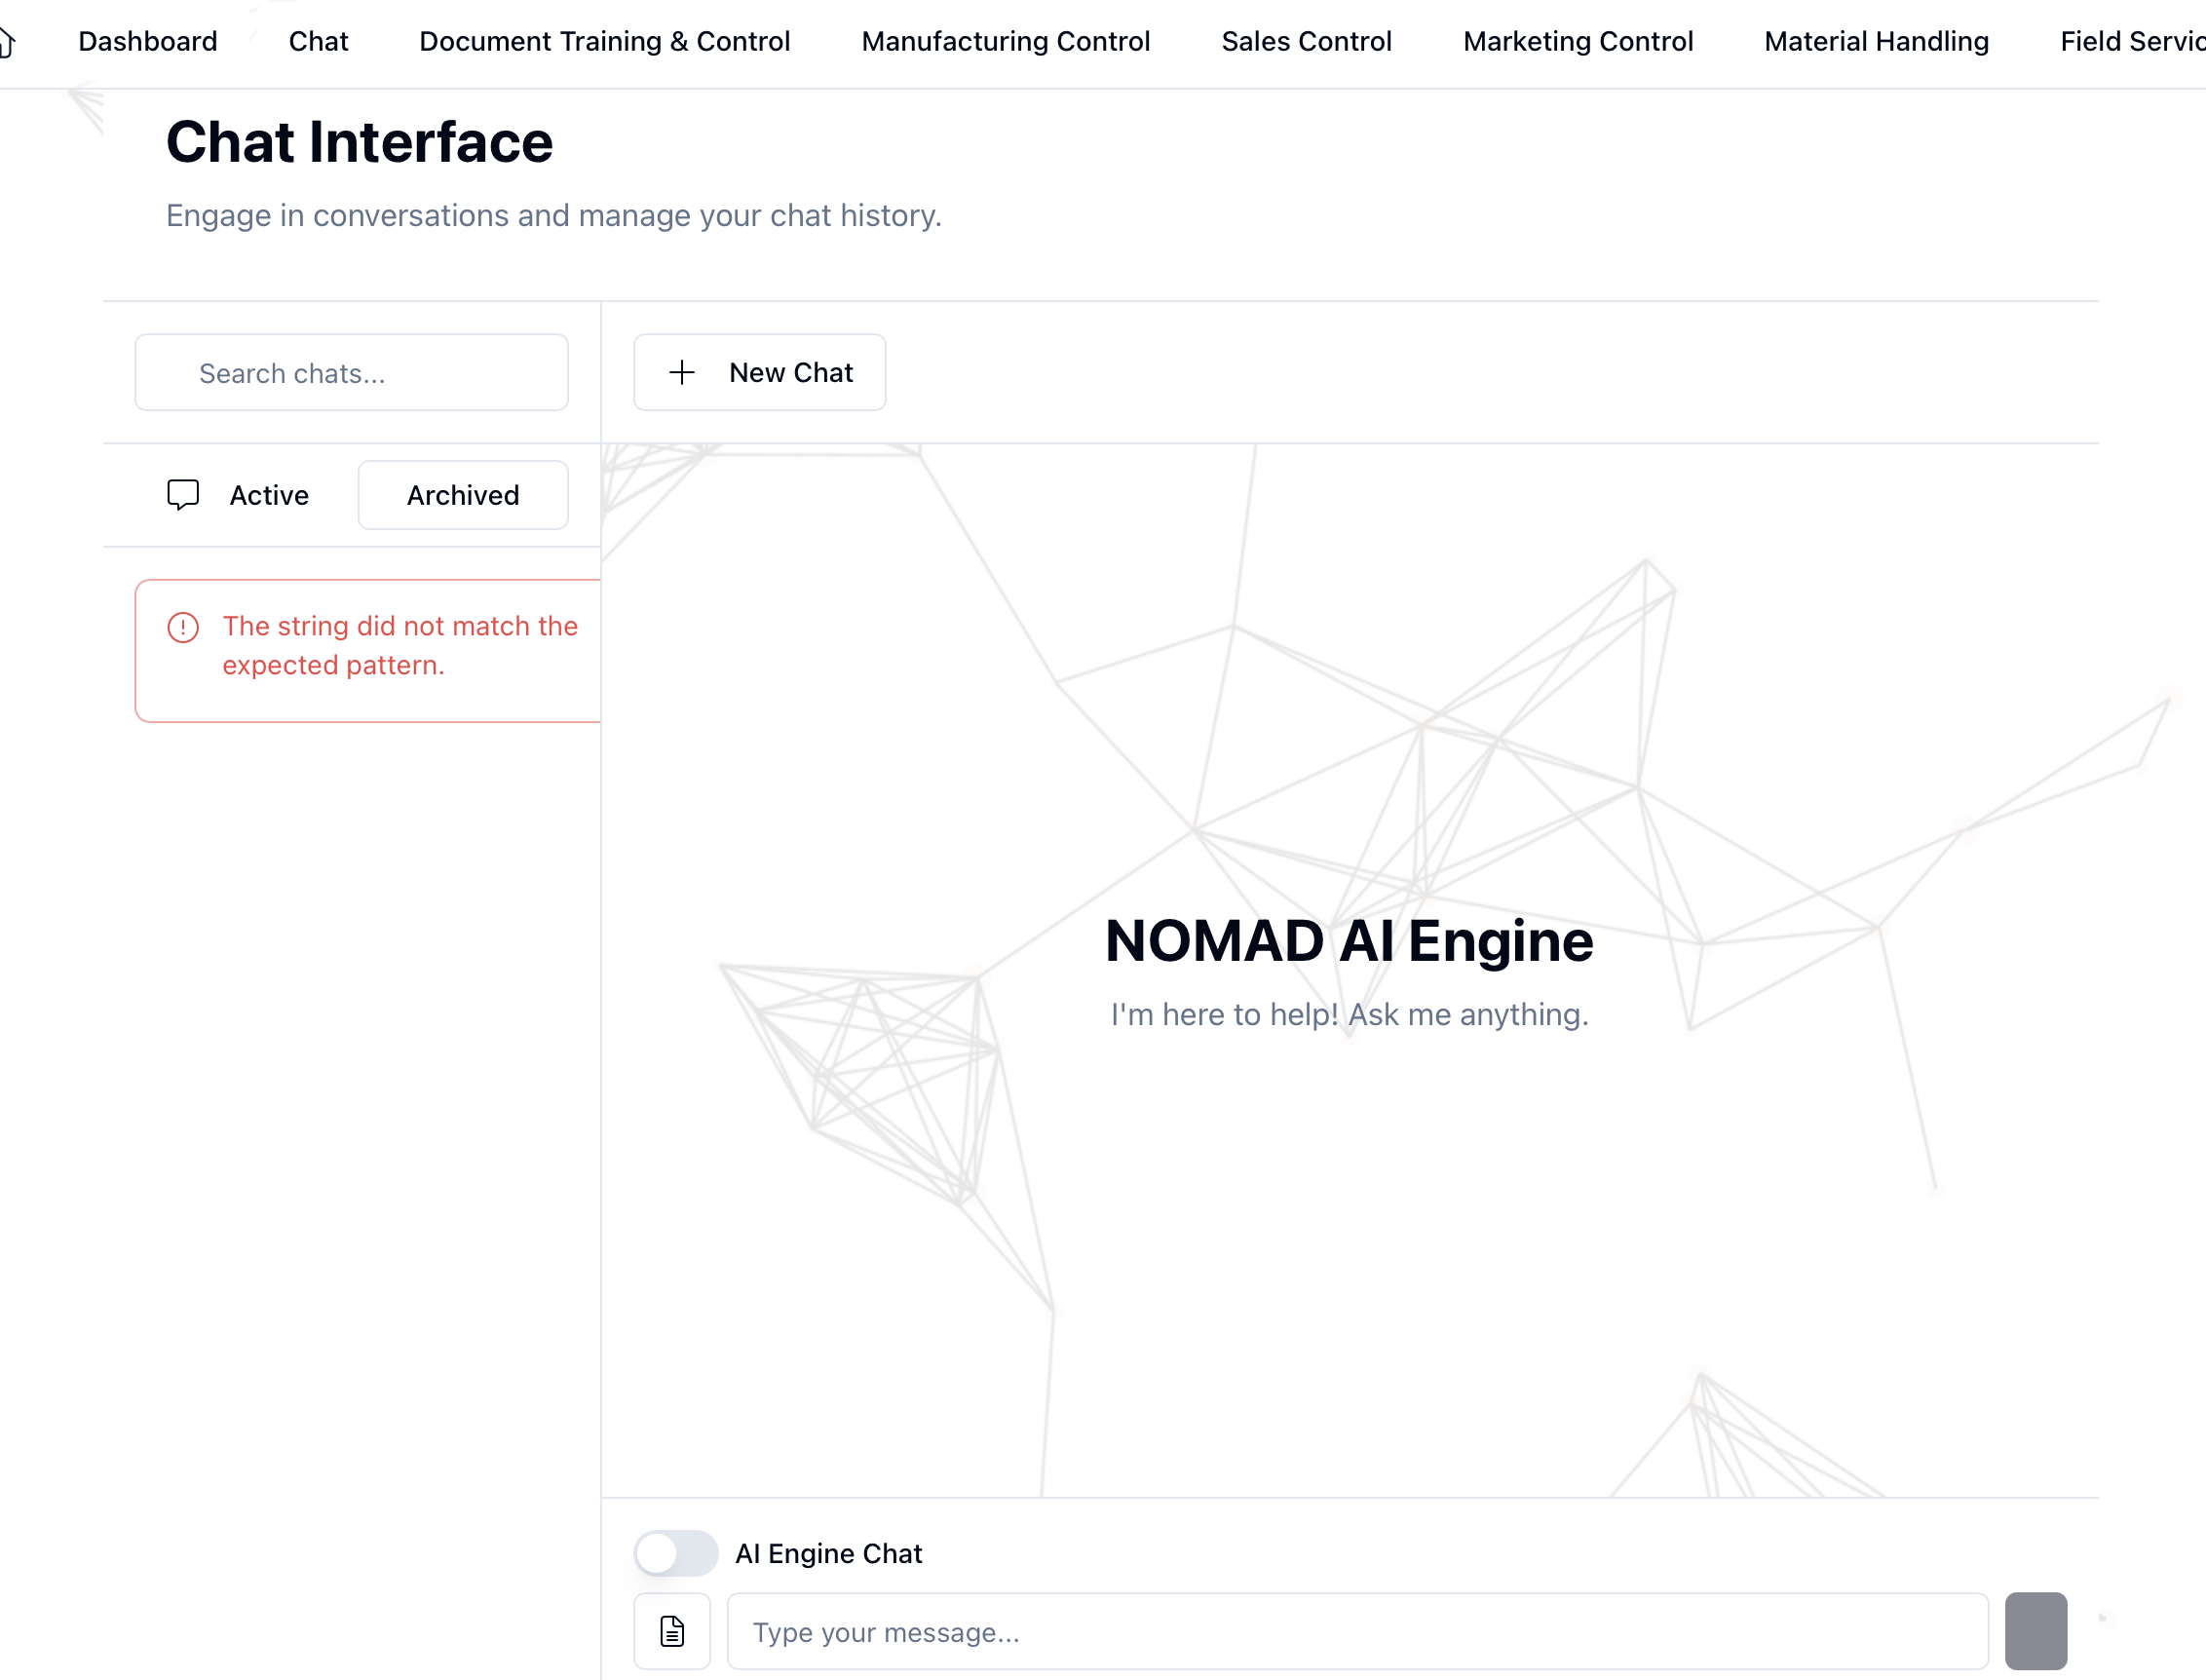 Dashboard Chat Document Training & Control Manufacturing Control Sales Control Marketing Control Material Handling Field Servic
Chat Interface
Engage in conversations and manage your chat history.
Search chats...
New Chat
Active
Archived
The string did not match the
expected pattern.
NOMAD AI Engine
I'm here to help! Ask me anything.
AI Engine Chat
Type your message...